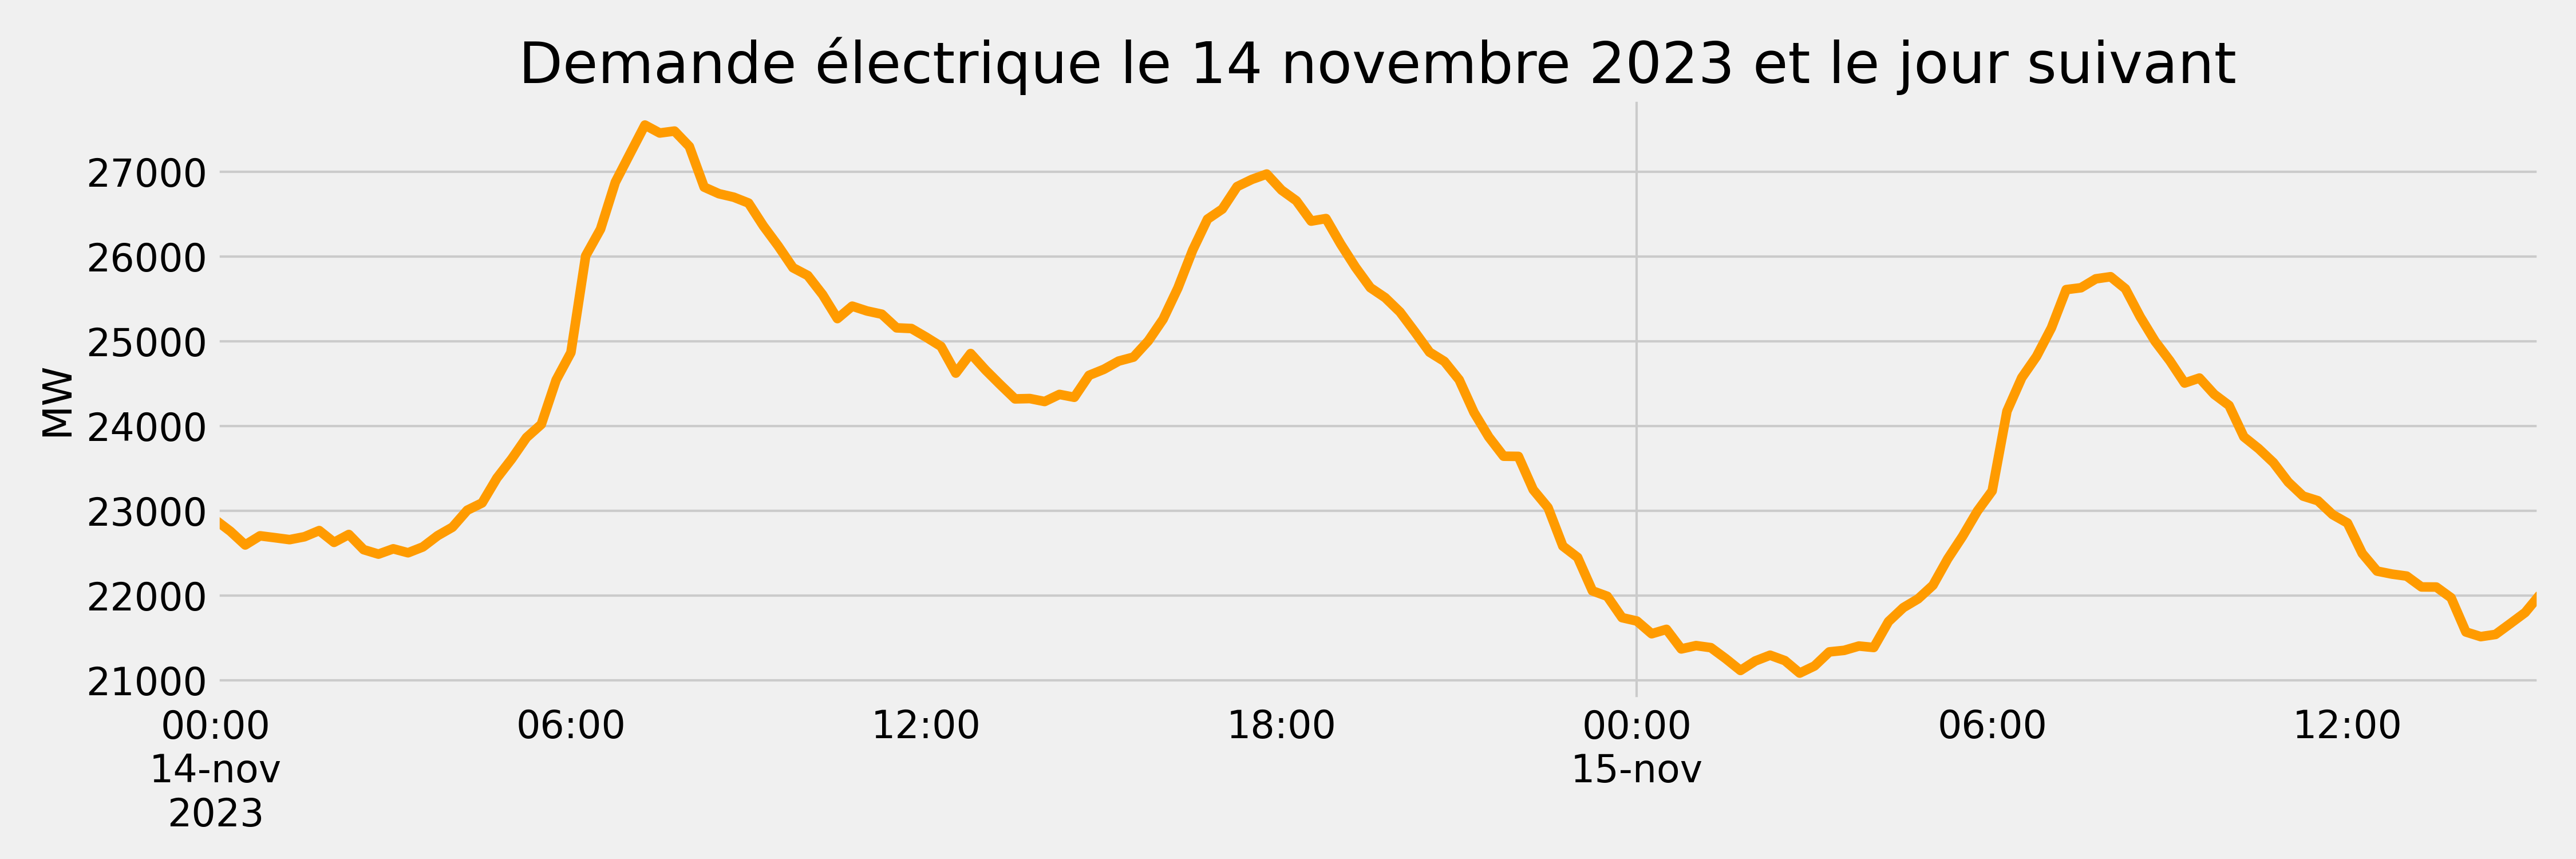 Demande électrique le 14 novembre 2023 et le jour suivant
MW
27000
26000
25000
24000
23000
22000
21000
00:00 06:00 12:00 18:00 00:00 06:00 12:00
14-nov 15-nov
2023